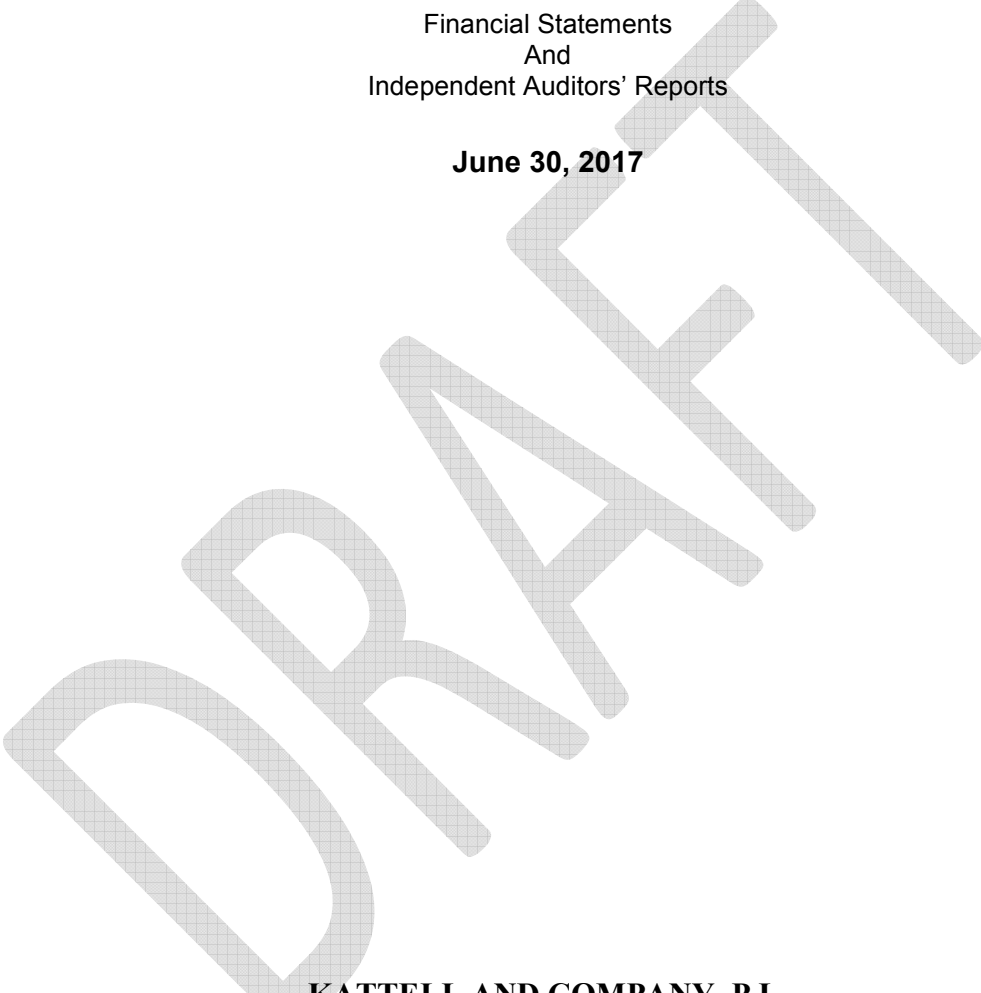 Financial Statements
And
Independent Auditors’ Reports
June 30, 2017
DRAFT
KATTELL AND COMPANY, P.L.